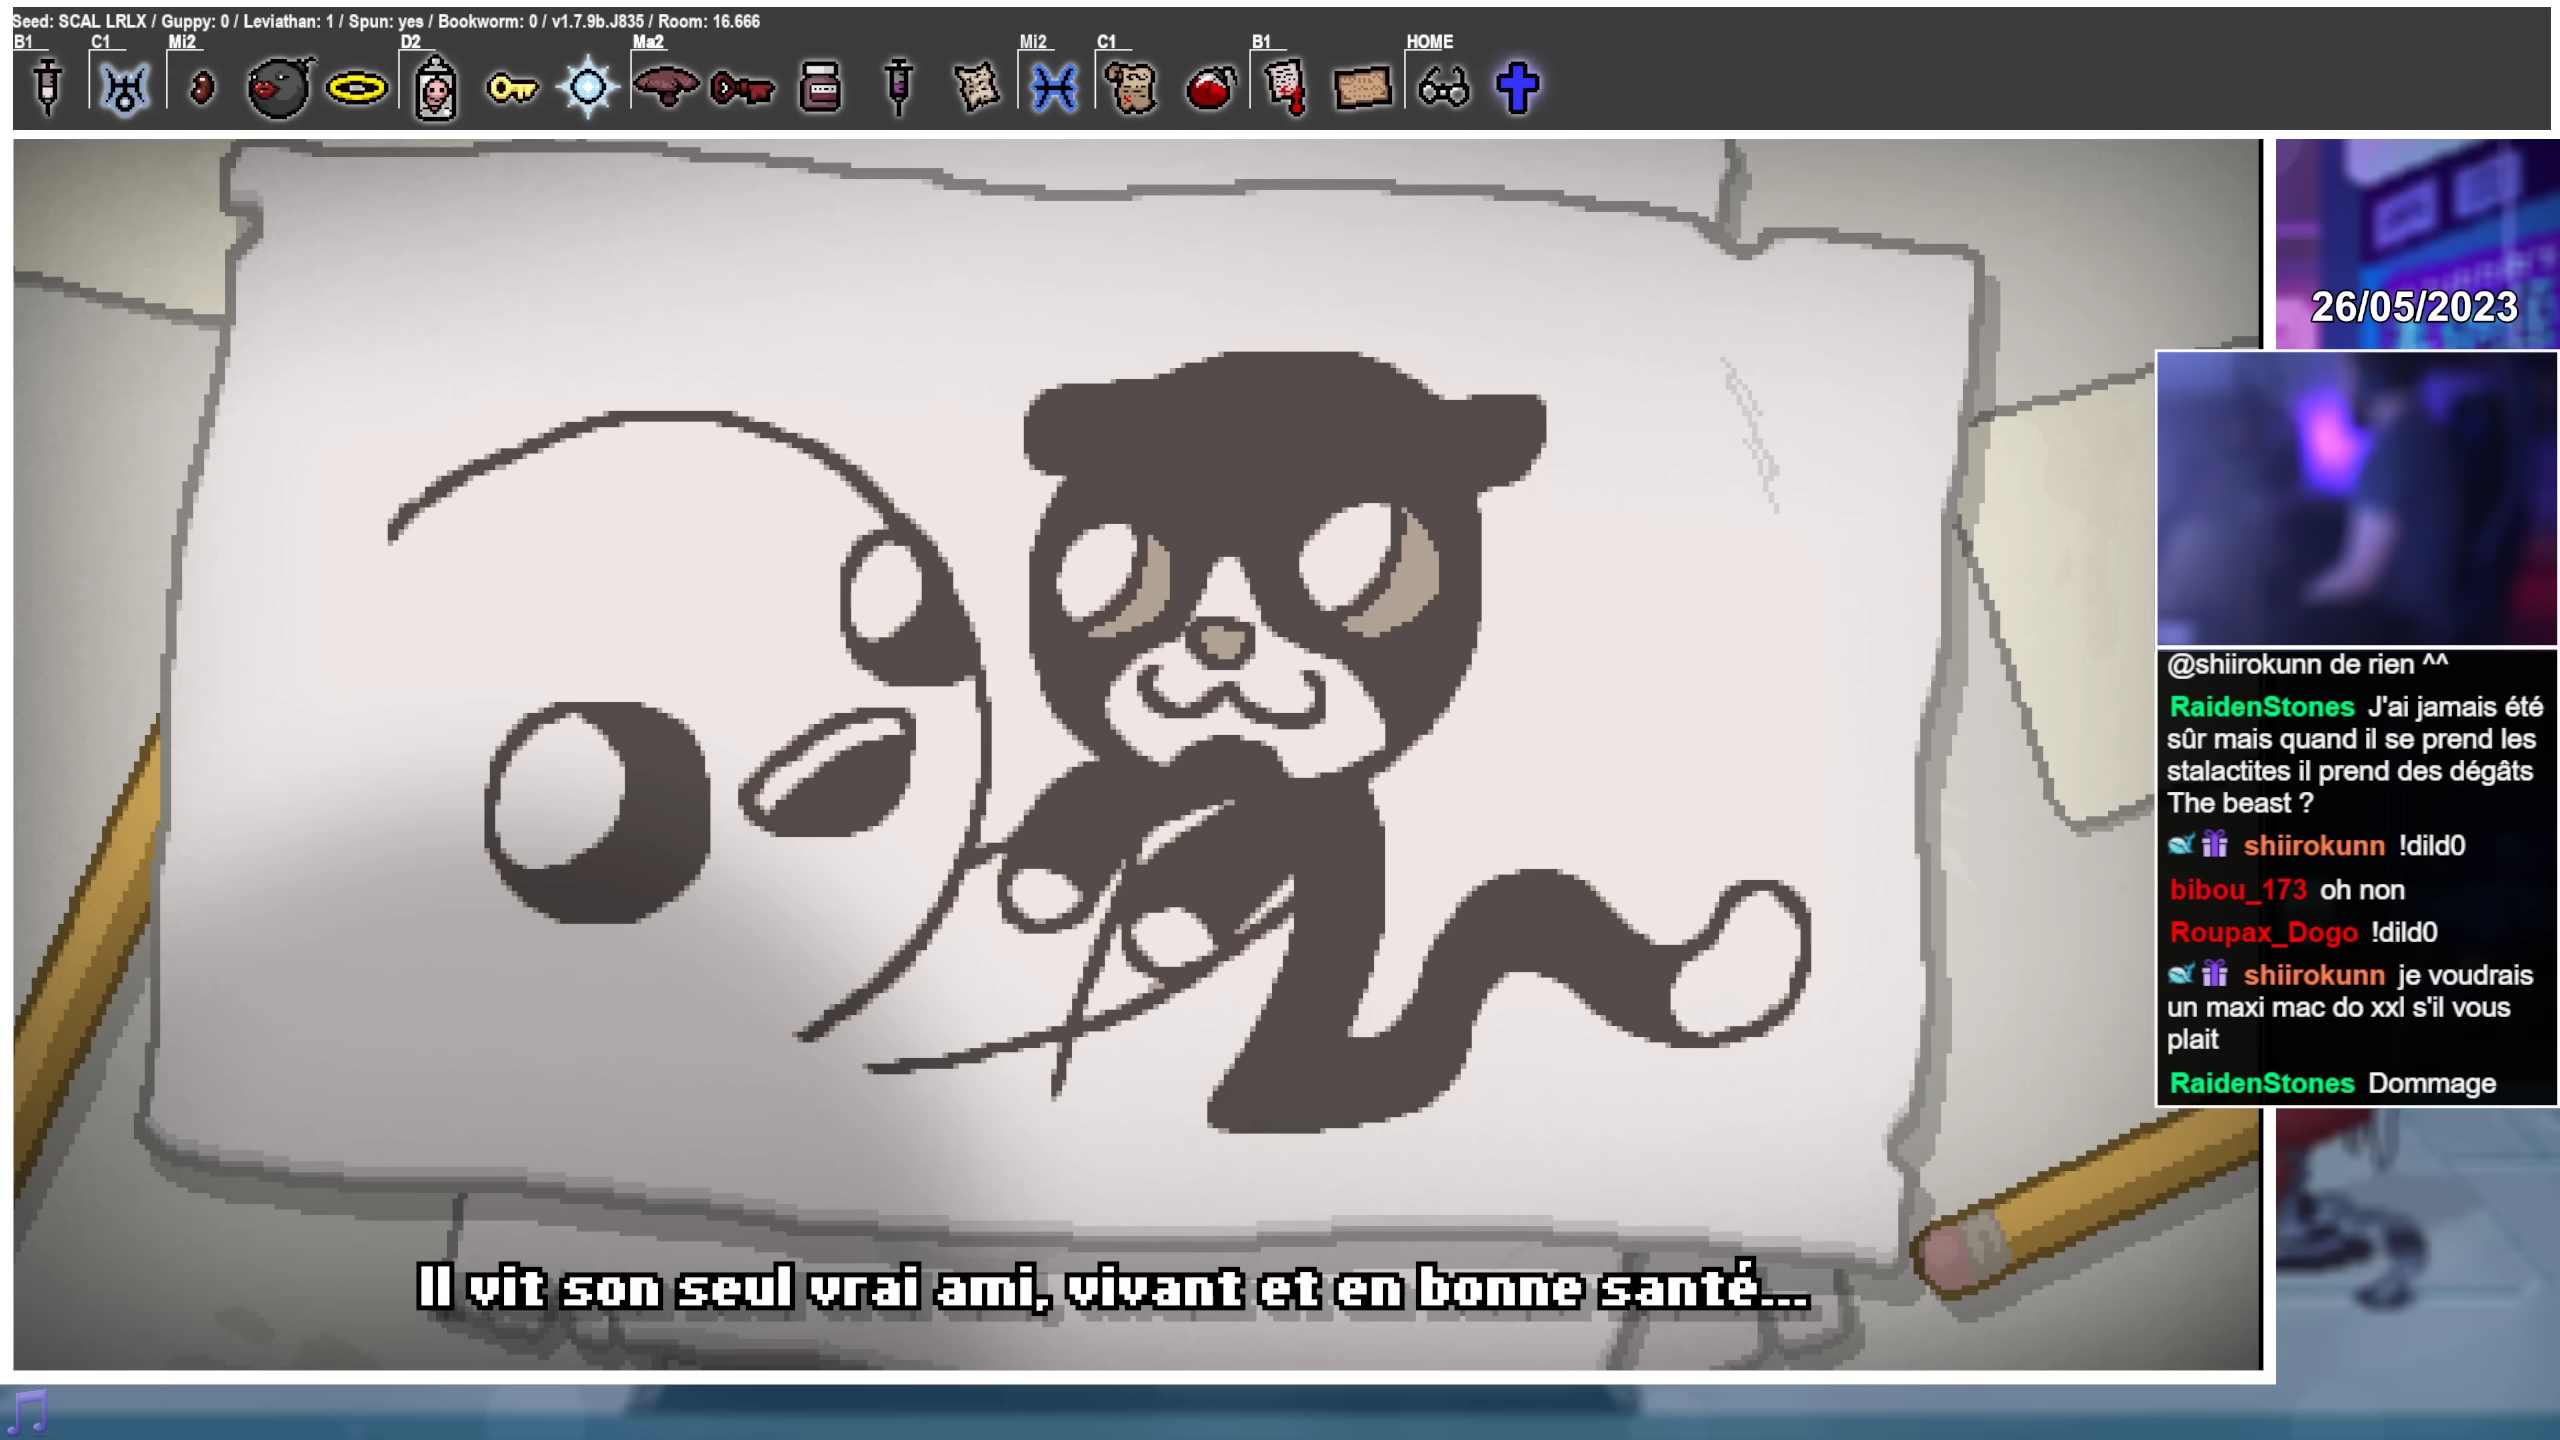 Seed: SCAL LRLX / Guppy: 0 / Leviathan: 1 / Spun: yes / Bookworm: 0 / v1.7.9b.J835 / Room: 16.666
B1 C1 Mi2 D2 Ma2 Mi2 C1 B1 HOME
26/05/2023
@shiirokunn de rien ^^
RaidenStones J'ai jamais été
sûr mais quand il se prend les
stalactites il prend des dégâts
The beast ?
shiirokunn !dild0
bibou_173 oh non
Roupax_Dogo !dild0
shiirokunn je voudrais
un maxi mac do xxl s'il vous
plait
RaidenStones Dommage
Il vit son seul vrai ami, vivant et en bonne santé...